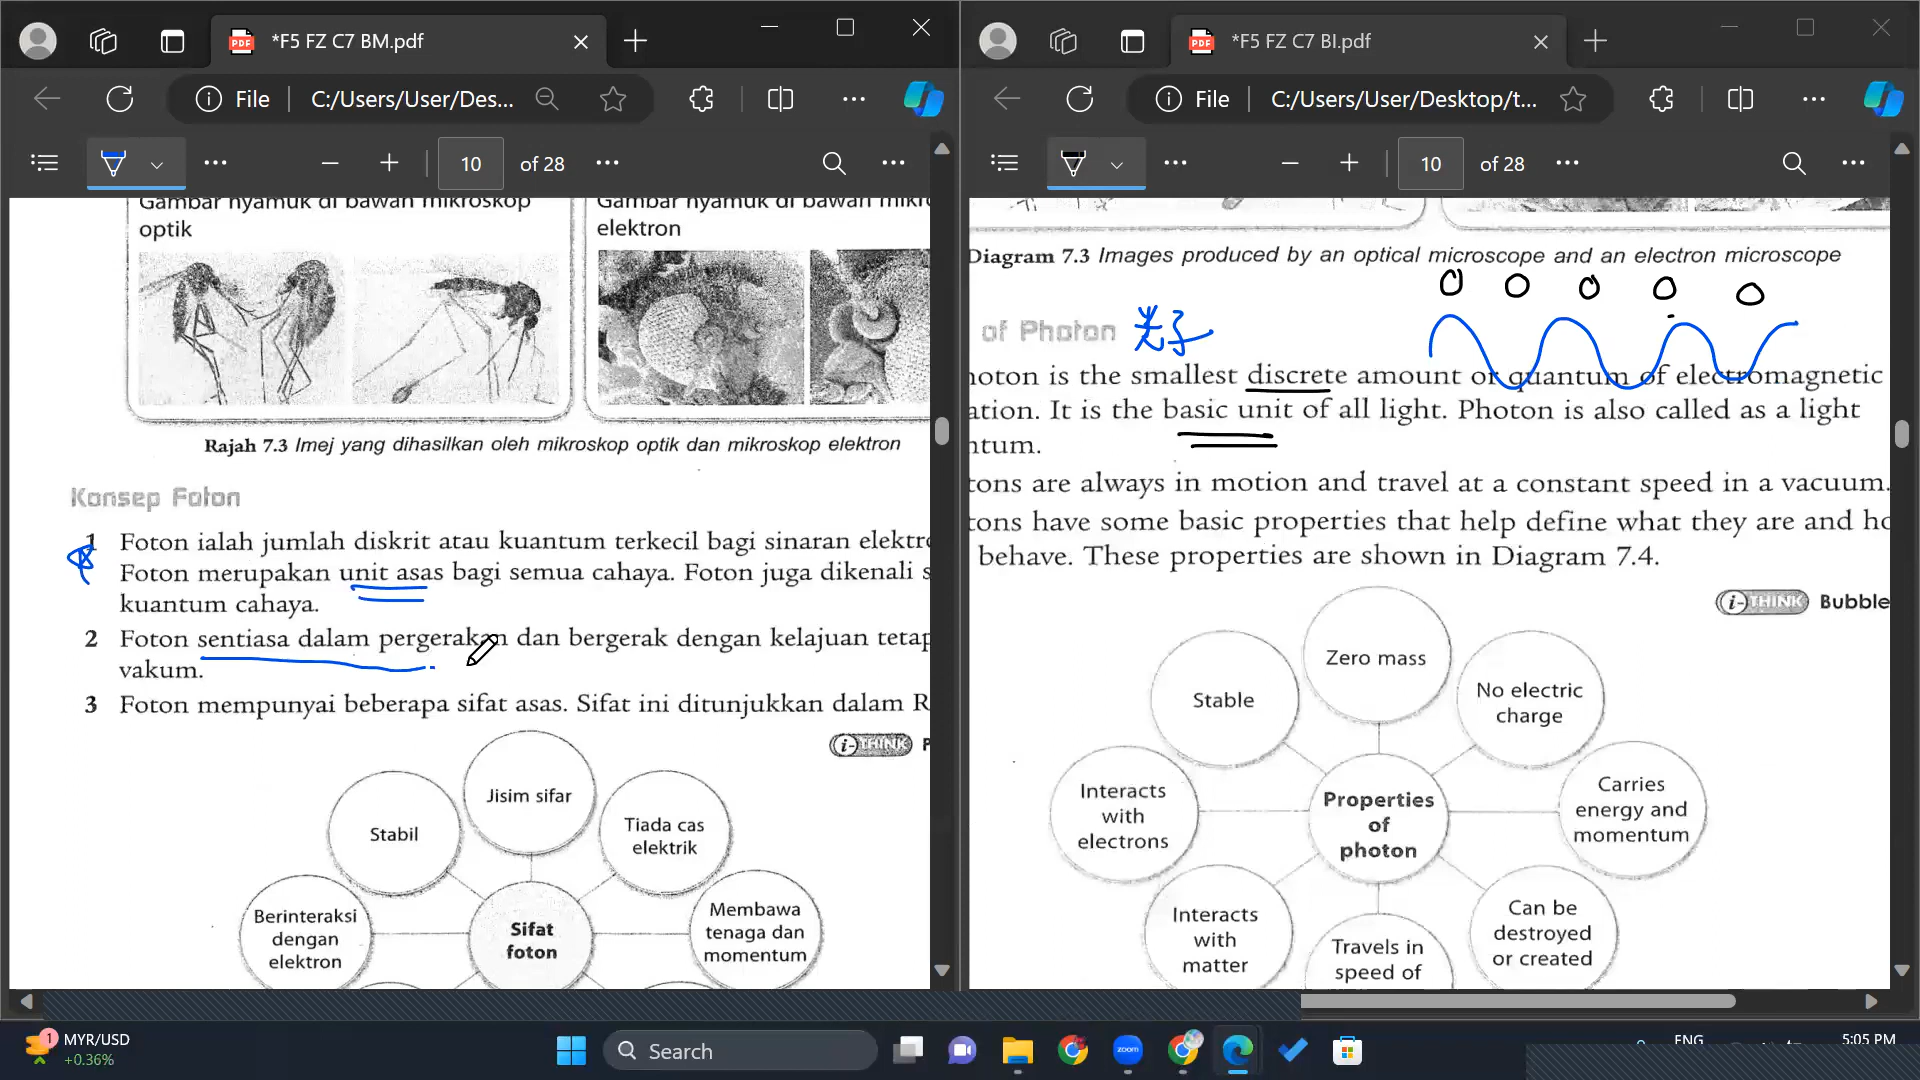 *F5 FZ C7 BM.pdf
File
C:/Users/User/Des...
10 of 28
Gambar nyamuk di bawah mikroskop
optik
elektron
Rajah 7.3 Imej yang dihasilkan oleh mikroskop optik dan mikroskop elektron
Konsep Foton
1 Foton ialah jumlah diskrit atau kuantum terkecil bagi sinaran elektr
Foton merupakan unit asas bagi semua cahaya. Foton juga dikenali s
kuantum cahaya.
2 Foton sentiasa dalam pergerakan dan bergerak dengan kelajuan tetap
vakum.
3 Foton mempunyai beberapa sifat asas. Sifat ini ditunjukkan dalam R
i-THINK
Jisim sifar
Stabil
Tiada cas
elektrik
Berinteraksi
dengan
elektron
Sifat
foton
Membawa
tenaga dan
momentum
*F5 FZ C7 BI.pdf
File
C:/Users/User/Desktop/t...
10 of 28
Diagram 7.3 Images produced by an optical microscope and an electron microscope
of Photon 光子
hoton is the smallest discrete amount or quantum of electromagnetic
ation. It is the basic unit of all light. Photon is also called as a light
ntum.
tons are always in motion and travel at a constant speed in a vacuum.
tons have some basic properties that help define what they are and ho
behave. These properties are shown in Diagram 7.4.
i-THINK Bubble
Zero mass
Stable
No electric
charge
Interacts
with
electrons
Properties
of
photon
Carries
energy and
momentum
Interacts
with
matter
Travels in
speed of
Can be
destroyed
or created
1
MYR/USD
+0.36%
Search
zoom
ENG
5:05 PM